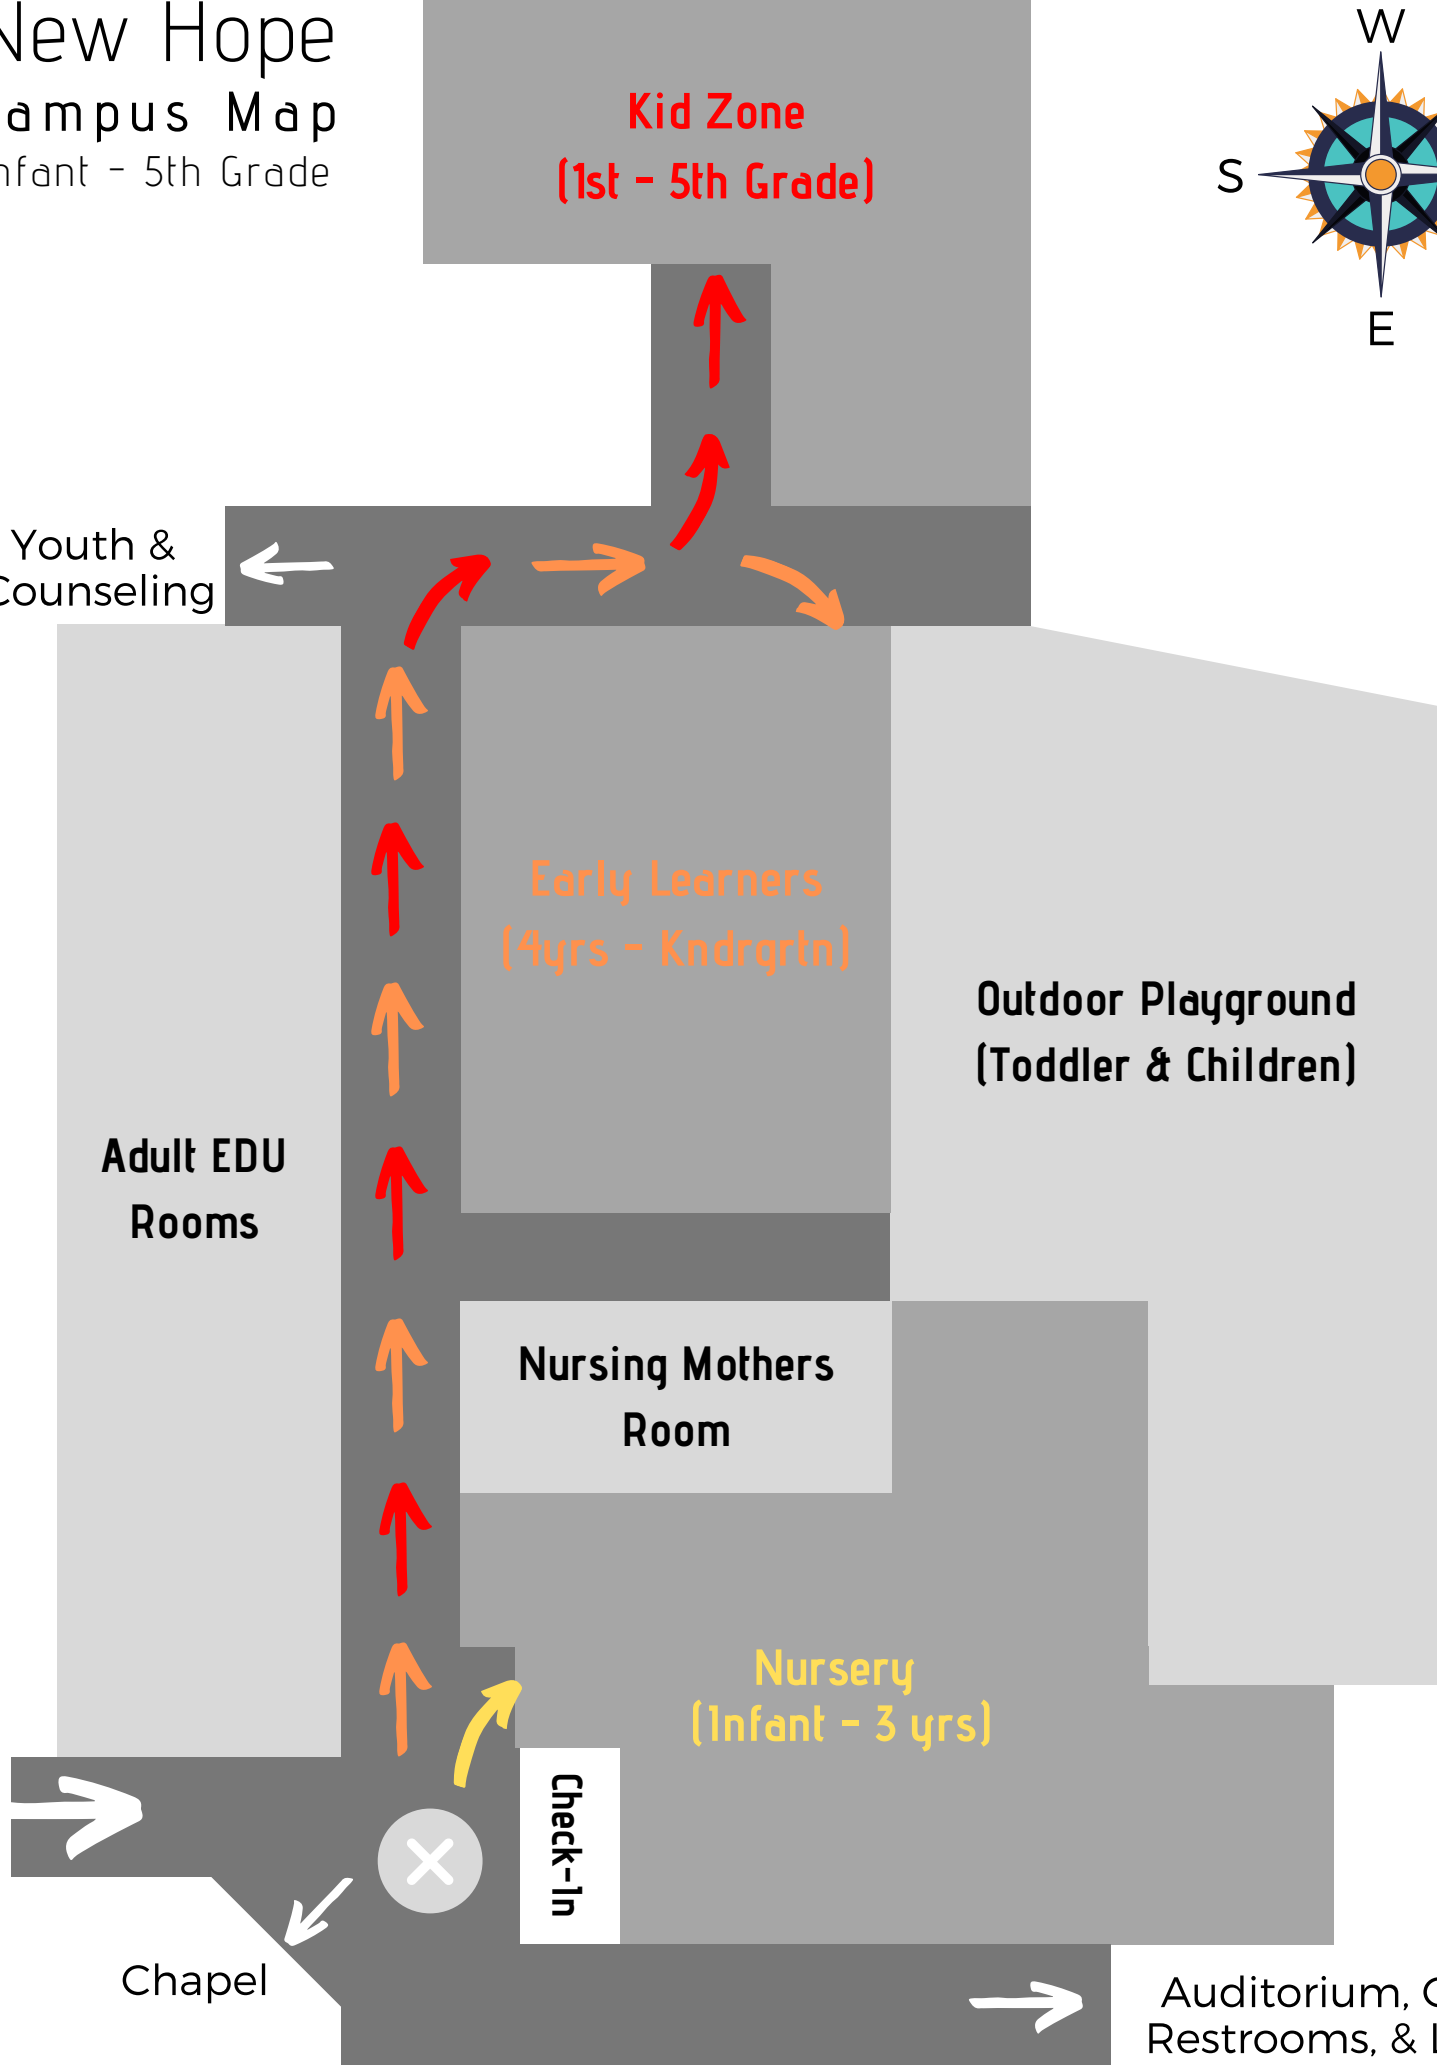 New Hope
ampus Map
nfant - 5th Grade
W
S
E
Kid Zone
(1st - 5th Grade)
Youth &
Counseling
Early Learners
(4yrs - Kndrgrtn)
Outdoor Playground
(Toddler & Children)
Adult EDU
Rooms
Nursing Mothers
Room
Nursery
(Infant - 3 yrs)
Check-In
Chapel
Auditorium,
Restrooms, &